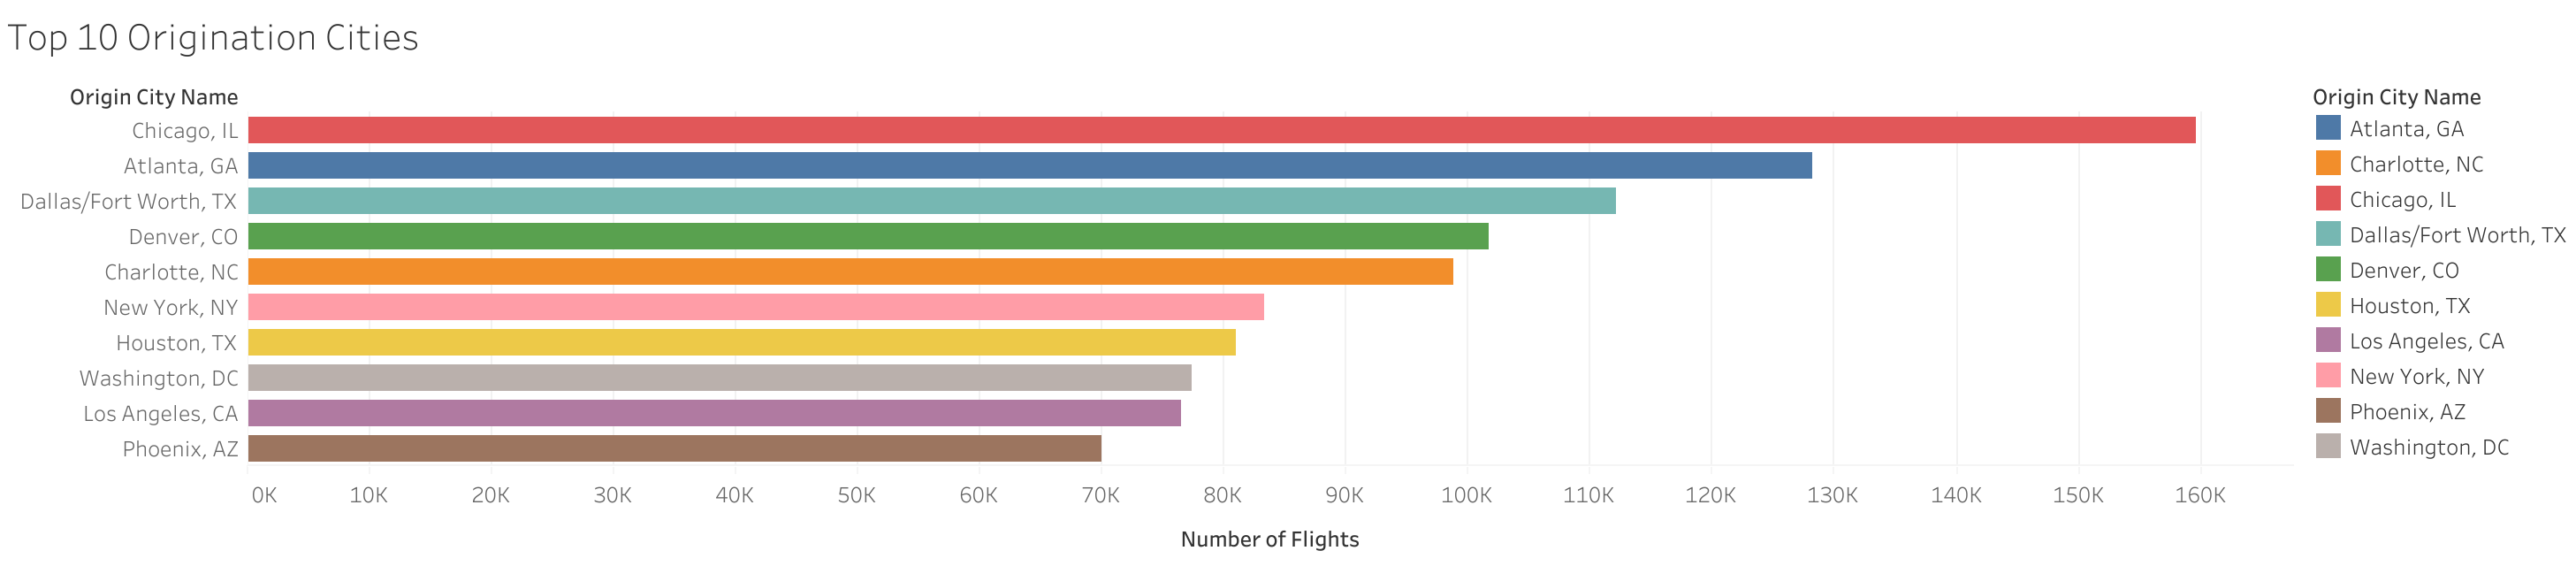 Top 10 Origination Cities
Origin City Name
Chicago, IL
Atlanta, GA
Dallas/Fort Worth, TX
Denver, CO
Charlotte, NC
New York, NY
Houston, TX
Washington, DC
Los Angeles, CA
Phoenix, AZ
0K 10K 20K 30K 40K 50K 60K 70K 80K 90K 100K 110K 120K 130K 140K 150K 160K
Number of Flights
Origin City Name
Atlanta, GA
Charlotte, NC
Chicago, IL
Dallas/Fort Worth, TX
Denver, CO
Houston, TX
Los Angeles, CA
New York, NY
Phoenix, AZ
Washington, DC